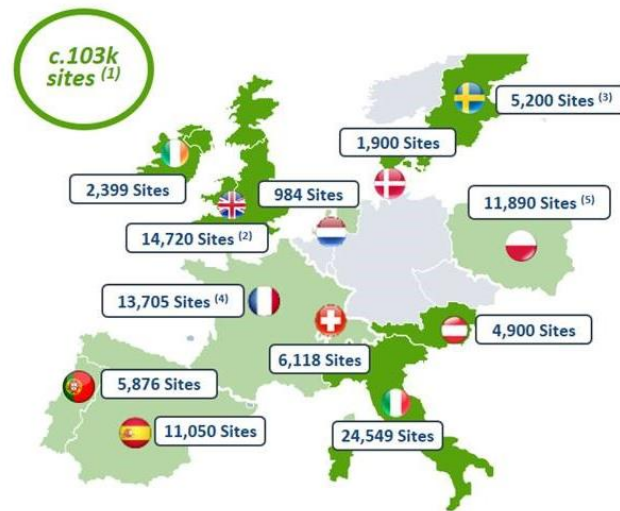 c.103k
sites (1)
5,200 Sites (3)
1,900 Sites
2,399 Sites
984 Sites
11,890 Sites (5)
14,720 Sites (2)
13,705 Sites (4)
4,900 Sites
6,118 Sites
5,876 Sites
11,050 Sites
24,549 Sites